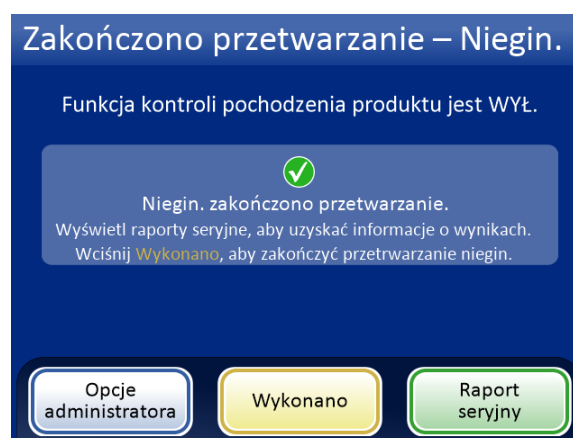 Zakończono przetwarzanie – Niegin.
Funkcja kontroli pochodzenia produktu jest WYŁ.
Niegin. zakończono przetwarzanie.
Wyświetl raporty seryjne, aby uzyskać informacje o wynikach.
Wciśnij Wykonano, aby zakończyć przetrwarzanie niegin.
Opcje
administratora
Wykonano
Raport
seryjny